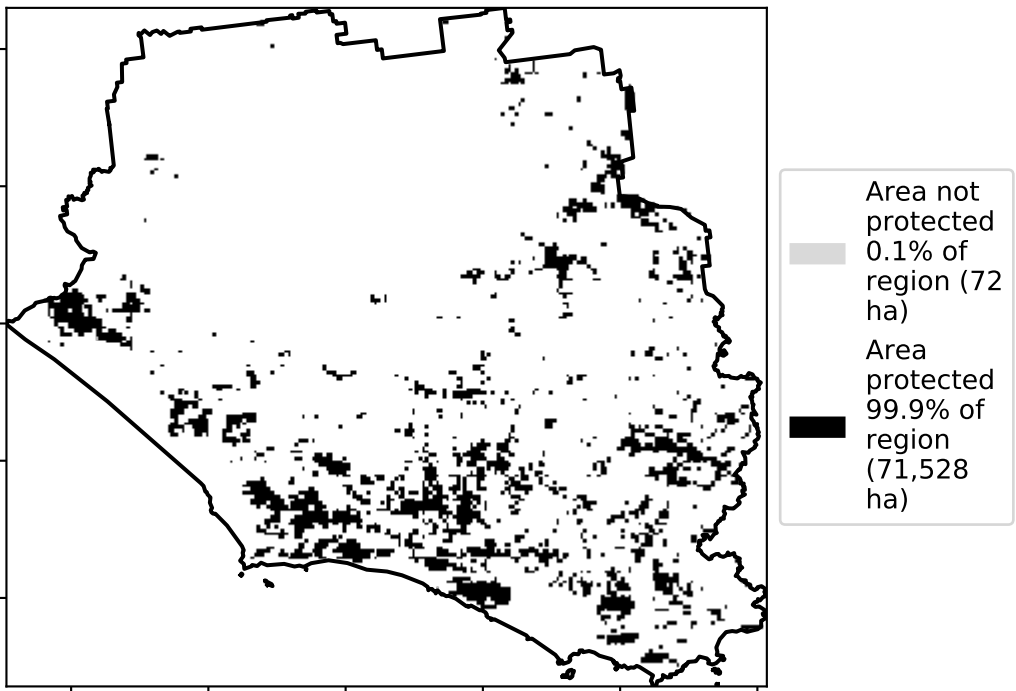 Area not
protected
0.1% of
region (72
ha)
Area
protected
99.9% of
region
(71,528
ha)